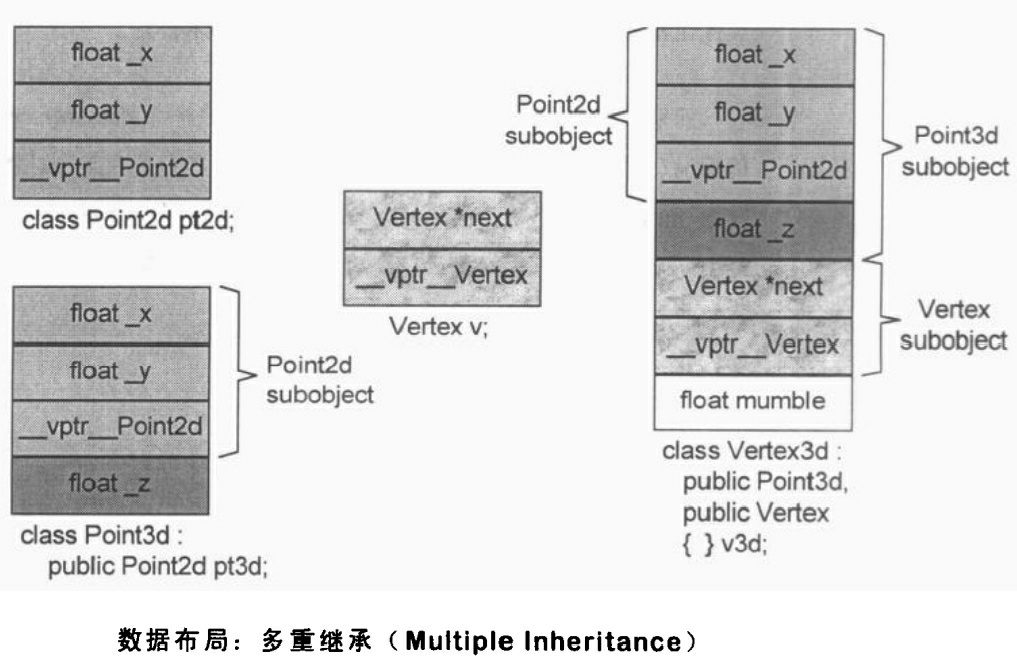 float _x
float _y
__vptr__Point2d
class Point2d pt2d;
float _x
float _y
__vptr__Point2d
float _z
Point2d
subobject
class Point3d :
public Point2d pt3d;
Vertex *next
__vptr__Vertex
Vertex v;
Point2d
subobject
float _x
float _y
__vptr__Point2d
float _z
Vertex *next
__vptr__Vertex
float mumble
Point3d
subobject
Vertex
subobject
class Vertex3d :
public Point3d,
public Vertex
{ } v3d;
数据布局：多重继承（Multiple Inheritance）